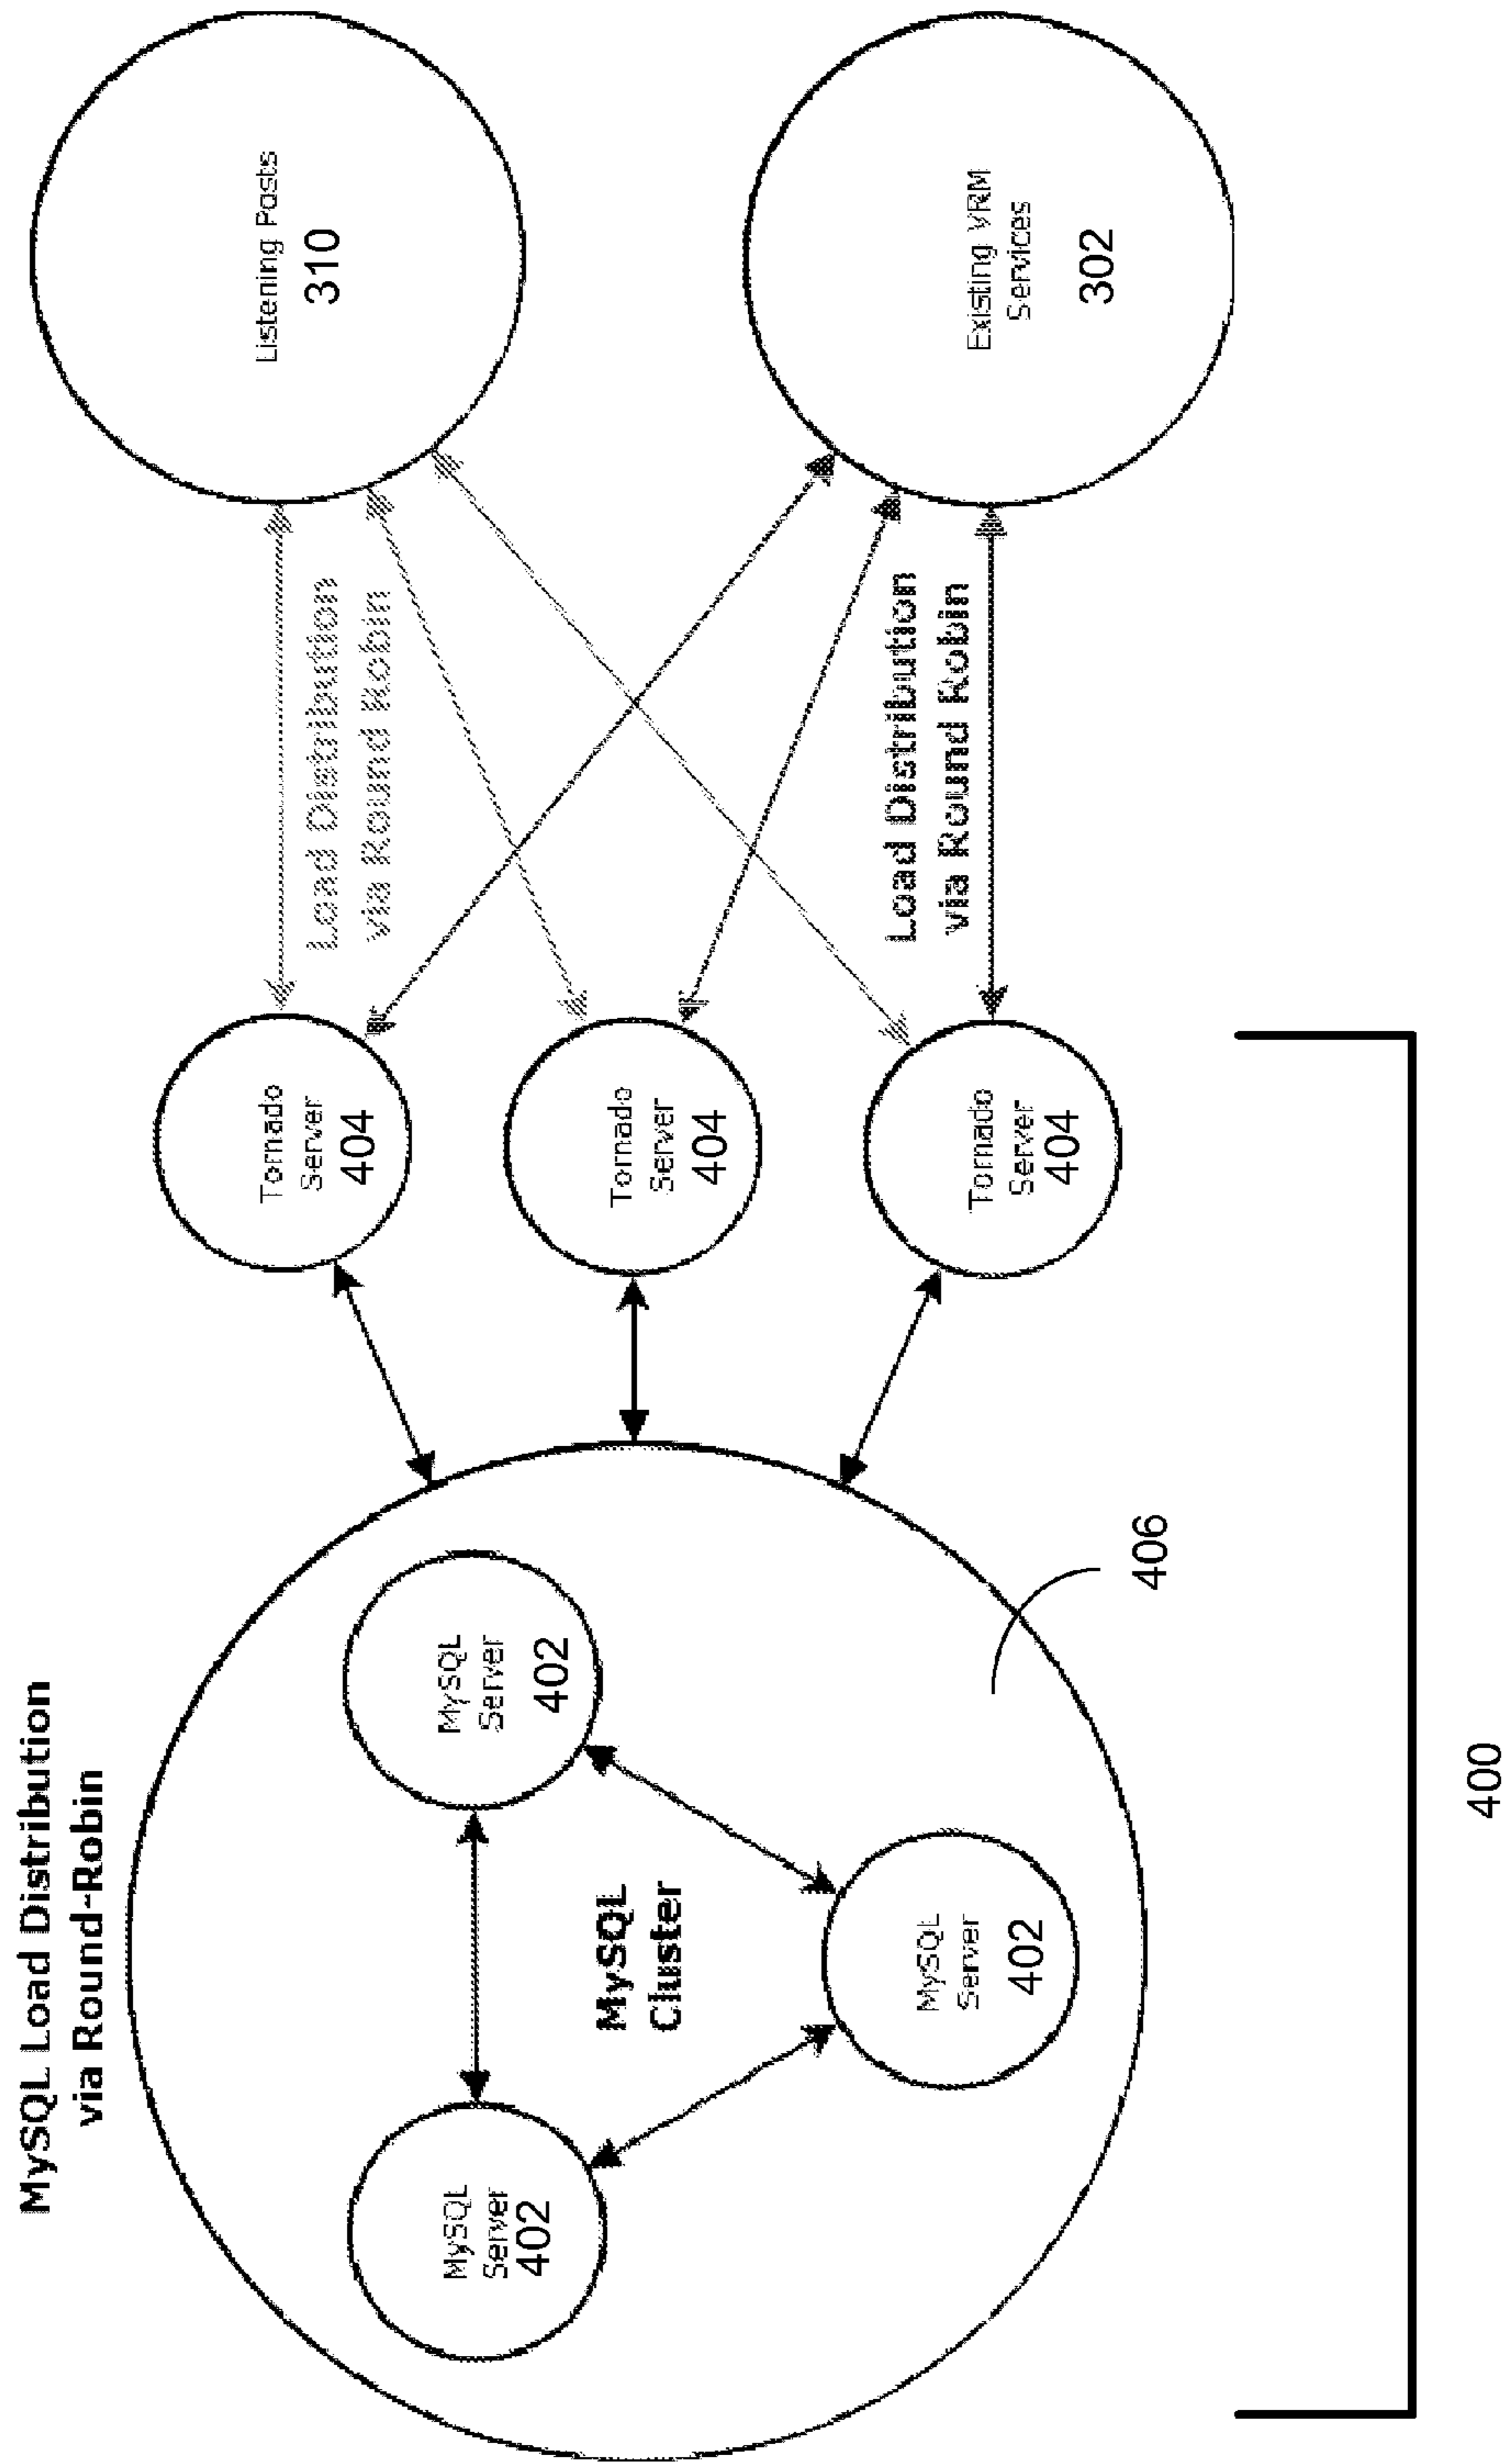 MySQL Load Distribution
via Round-Robin
MySQL
Server
402
MySQL
Server
402
MySQL
Cluster
MySQL
Server
402
406
Tornado
Server
404
Tornado
Server
404
Tornado
Server
404
Load Distribution
via Round Robin
Load Distribution
via Round Robin
Listening Posts
310
Existing VRM
Services
302
400